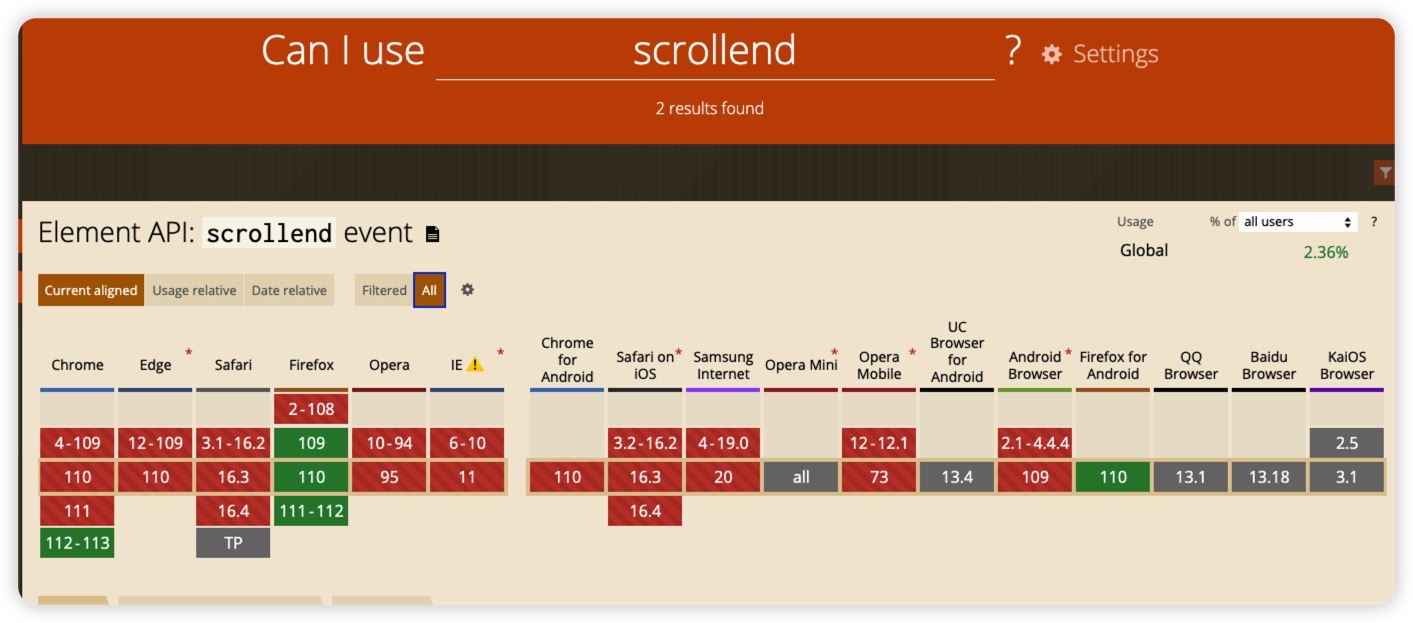 Can I use scrollend ? Settings
2 results found
Element API: scrollend event
Usage % of all users ?
Global 2.36%
Current aligned Usage relative Date relative Filtered All
Chrome Edge * Safari Firefox Opera IE * Chrome for Android Safari on iOS * Samsung Internet Opera Mini * Opera Mobile * UC Browser for Android Android Browser * Firefox for Android QQ Browser Baidu Browser KaiOS Browser
2-108
4-109 12-109 3.1-16.2 109 10-94 6-10 3.2-16.2 4-19.0 12-12.1 2.1-4.4.4 2.5
110 110 16.3 110 95 11 110 16.3 20 all 73 13.4 109 110 13.1 13.18 3.1
111 16.4 111-112 16.4
112-113 TP